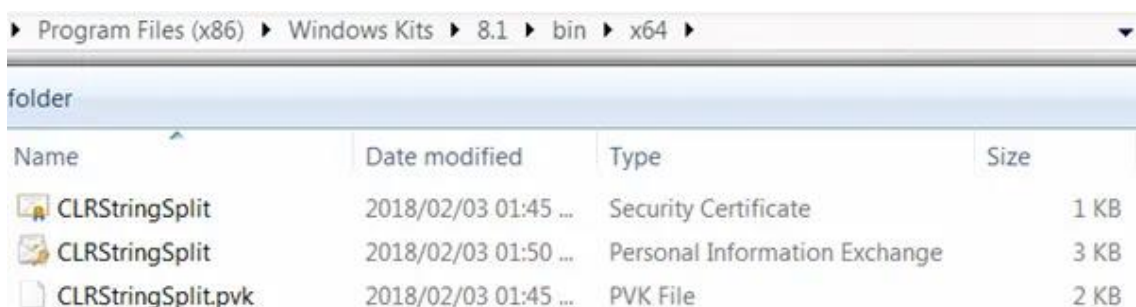 Program Files (x86) Windows Kits 8.1 bin x64
folder
Name Date modified Type Size
CLRStringSplit 2018/02/03 01:45 ... Security Certificate 1 KB
CLRStringSplit 2018/02/03 01:50 ... Personal Information Exchange 3 KB
CLRStringSplit.pvk 2018/02/03 01:45 ... PVK File 2 KB